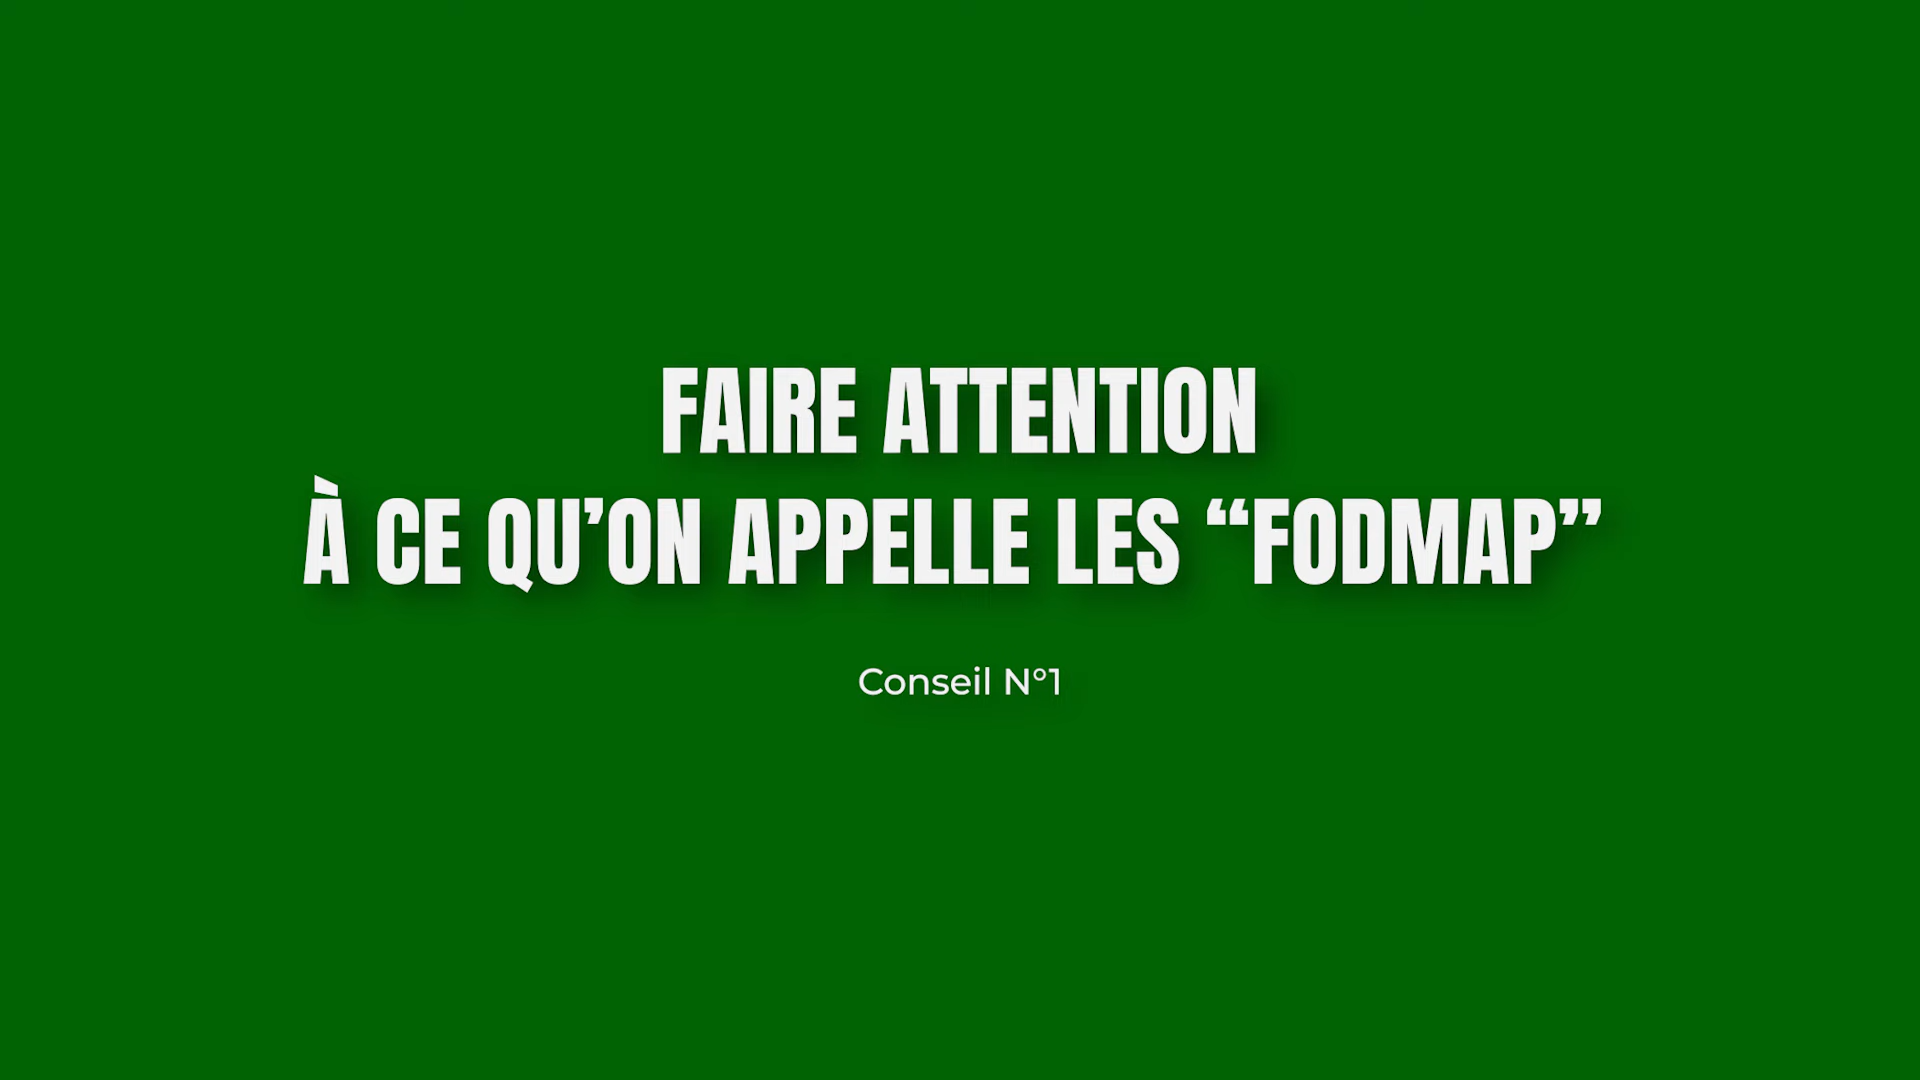 FAIRE ATTENTION
À CE QU’ON APPELLE LES “FODMAP”
Conseil N°1